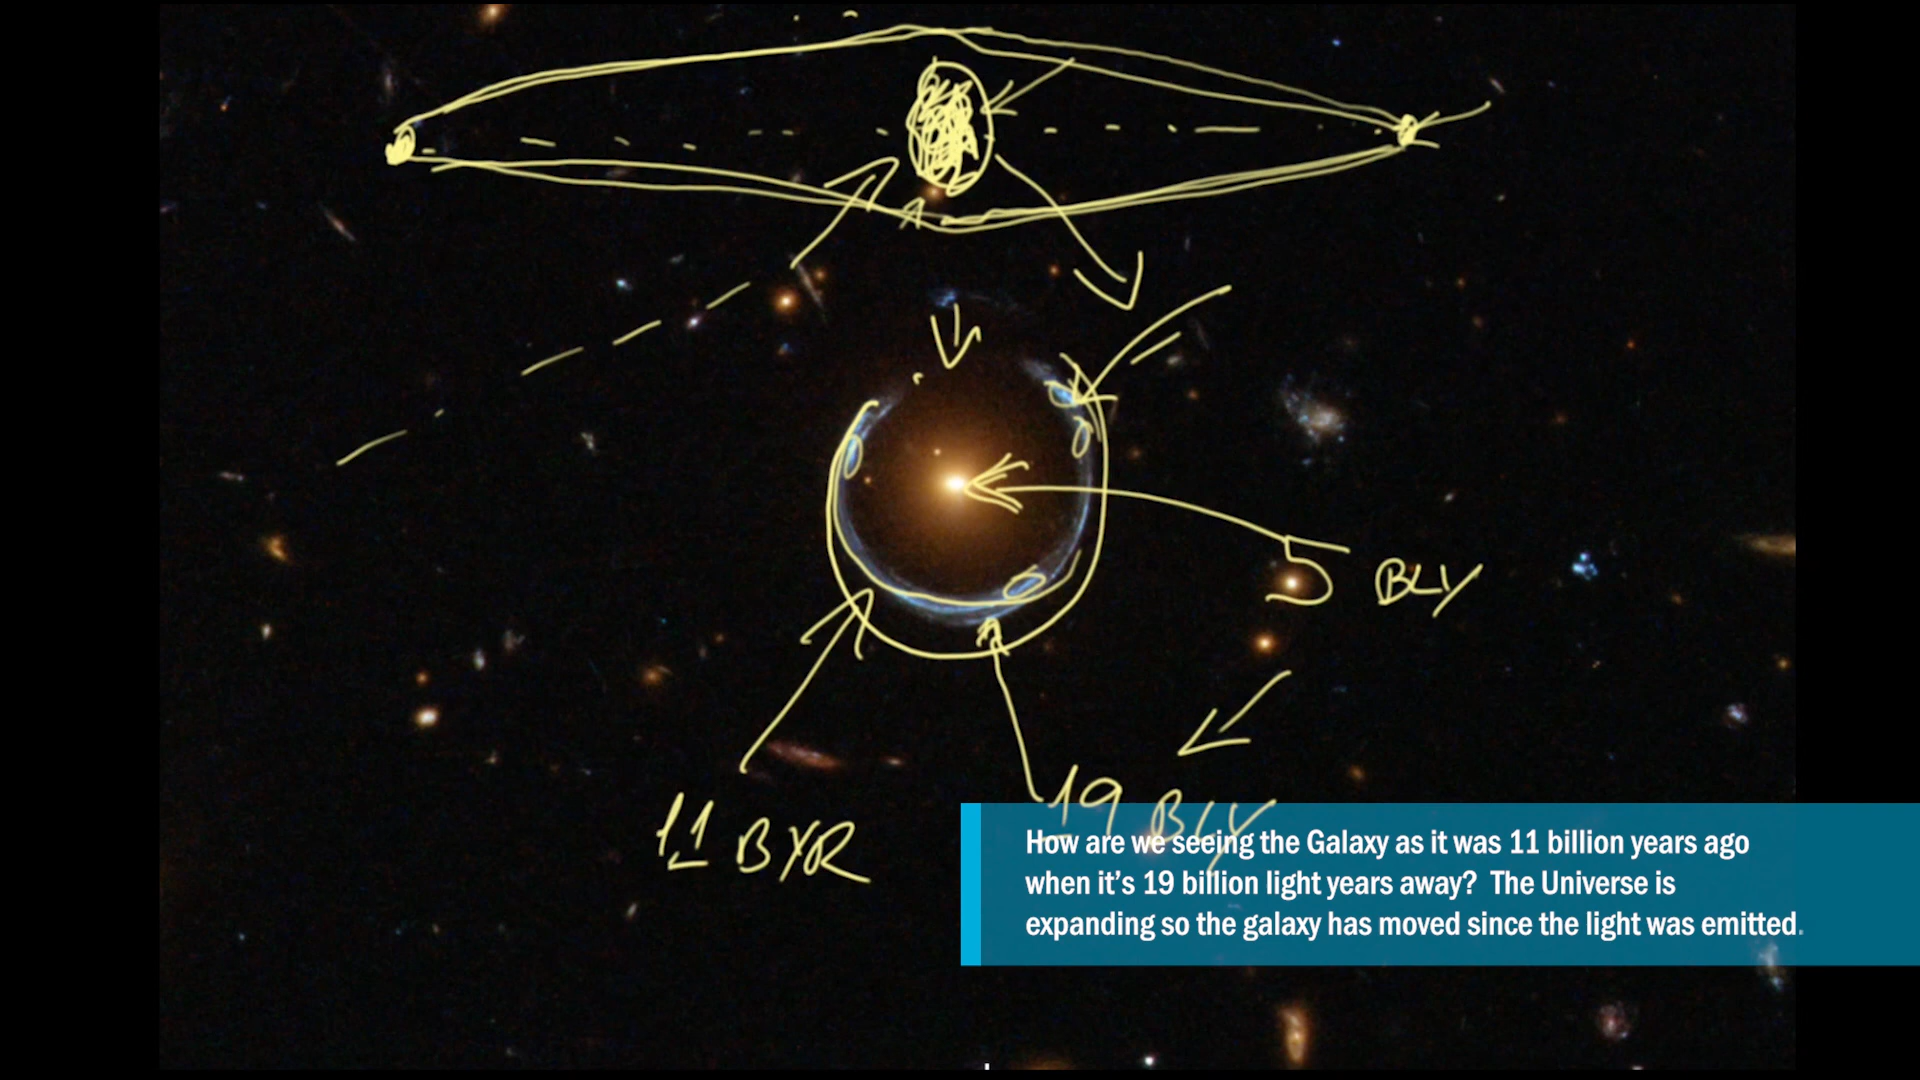 5 BLY
11 BYR
19 BLY
How are we seeing the Galaxy as it was 11 billion years ago
when it’s 19 billion light years away?  The Universe is
expanding so the galaxy has moved since the light was emitted.